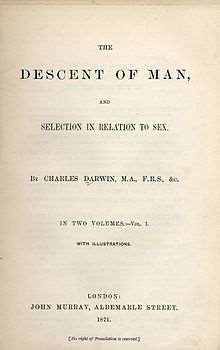 THE
DESCENT OF MAN,
AND
SELECTION IN RELATION TO SEX.
BY CHARLES DARWIN, M.A., F.R.S., &c.
IN TWO VOLUMES.—VOL. I.
WITH ILLUSTRATIONS.
LONDON:
JOHN MURRAY, ALBEMARLE STREET.
1871.
[The right of Translation is reserved.]